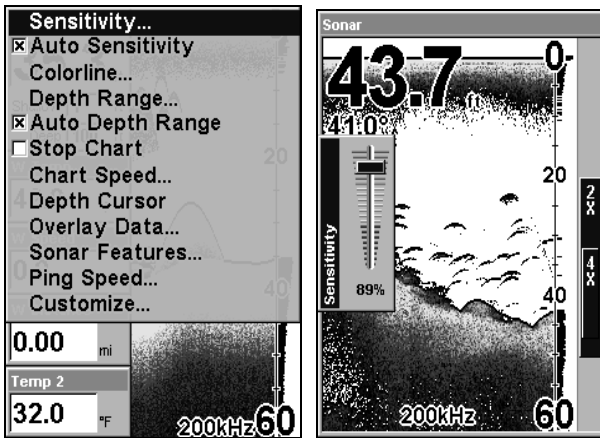 Sensitivity...
Auto Sensitivity
Colorline...
Depth Range...
Auto Depth Range
Stop Chart
Chart Speed...
Depth Cursor
Overlay Data...
Sonar Features...
Ping Speed...
Customize...
20
40
0.00 mi
Temp 2
32.0 °F
200kHz
60
Sonar
43.7 ft
41.0°
0
20
40
60
Sensitivity
89%
2X
4X
200kHz